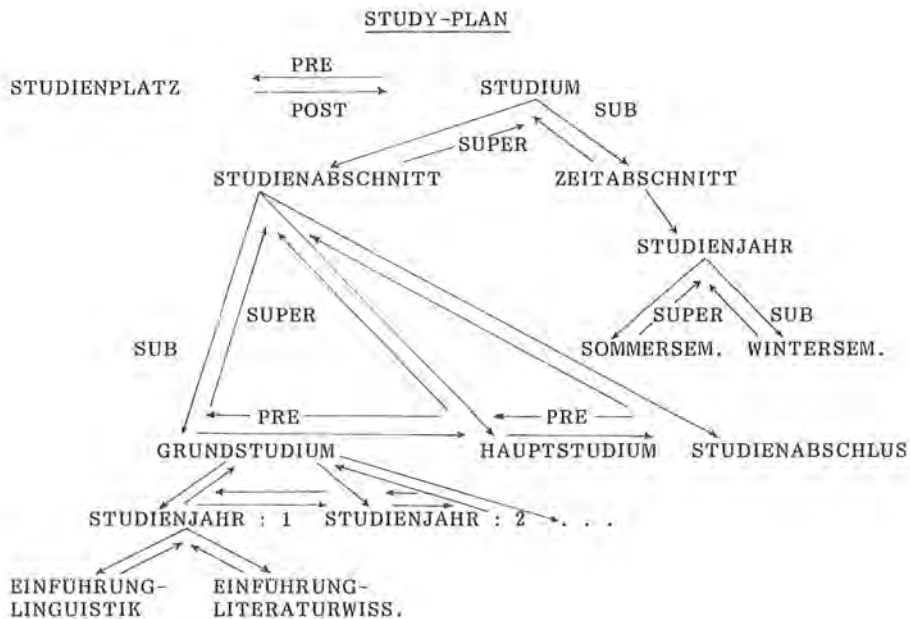 STUDY-PLAN
PRE
STUDIENPLATZ STUDIUM
POST SUB
SUPER
STUDIENABSCHNITT ZEITABSCHNITT
STUDIENJAHR
SUPER SUPER SUB
SUB SOMMERSEM. WINTERSEM.
PRE PRE
GRUNDSTUDIUM HAUPTSTUDIUM STUDIENABSCHLUS
STUDIENJAHR : 1 STUDIENJAHR : 2 . . .
EINFÜHRUNG- EINFÜHRUNG-
LINGUISTIK LITERATURWISS.